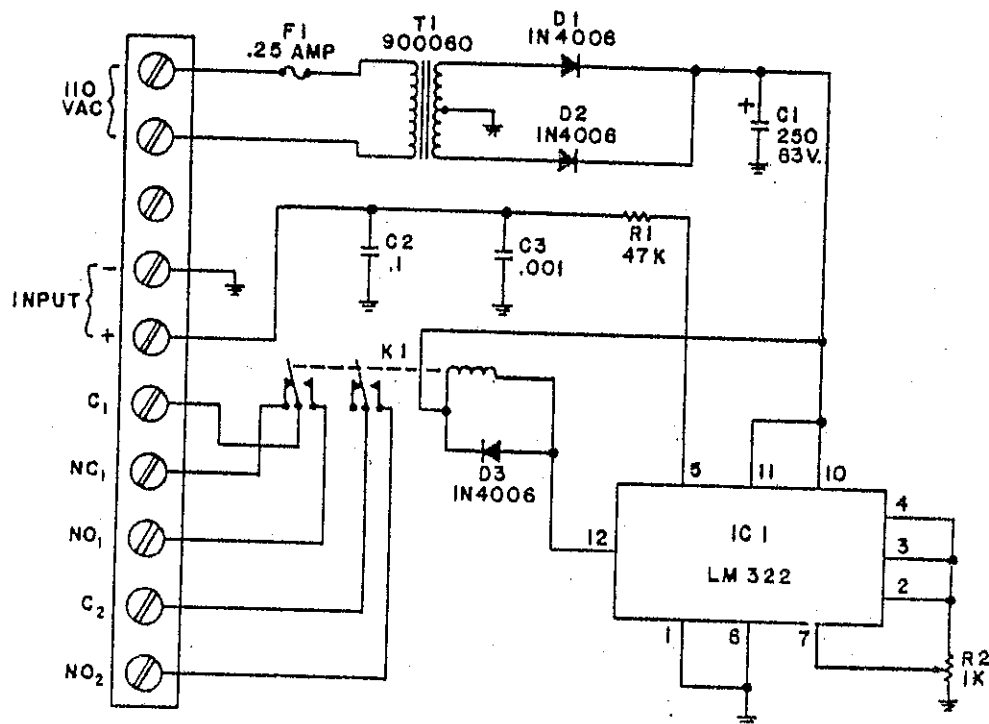 F1
.25 AMP
T1
900060
D1
IN4006
110
VAC
D2
IN4006
+
C1
250
63V.
C2
.1
C3
.001
R1
47K
-
INPUT
+
K1
C1
NC1
NO1
C2
NO2
D3
IN4006
5
11
10
12
IC1
LM 322
4
3
2
1
6
7
R2
1K